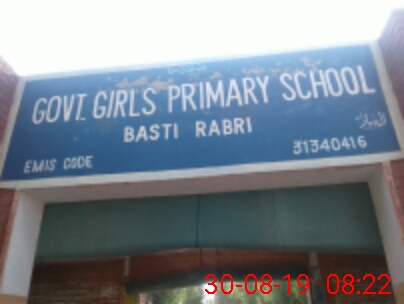 GOVT. GIRLS PRIMARY SCHOOL
BASTI RABRI
EMIS CODE 31340416
30-08-19 08:22